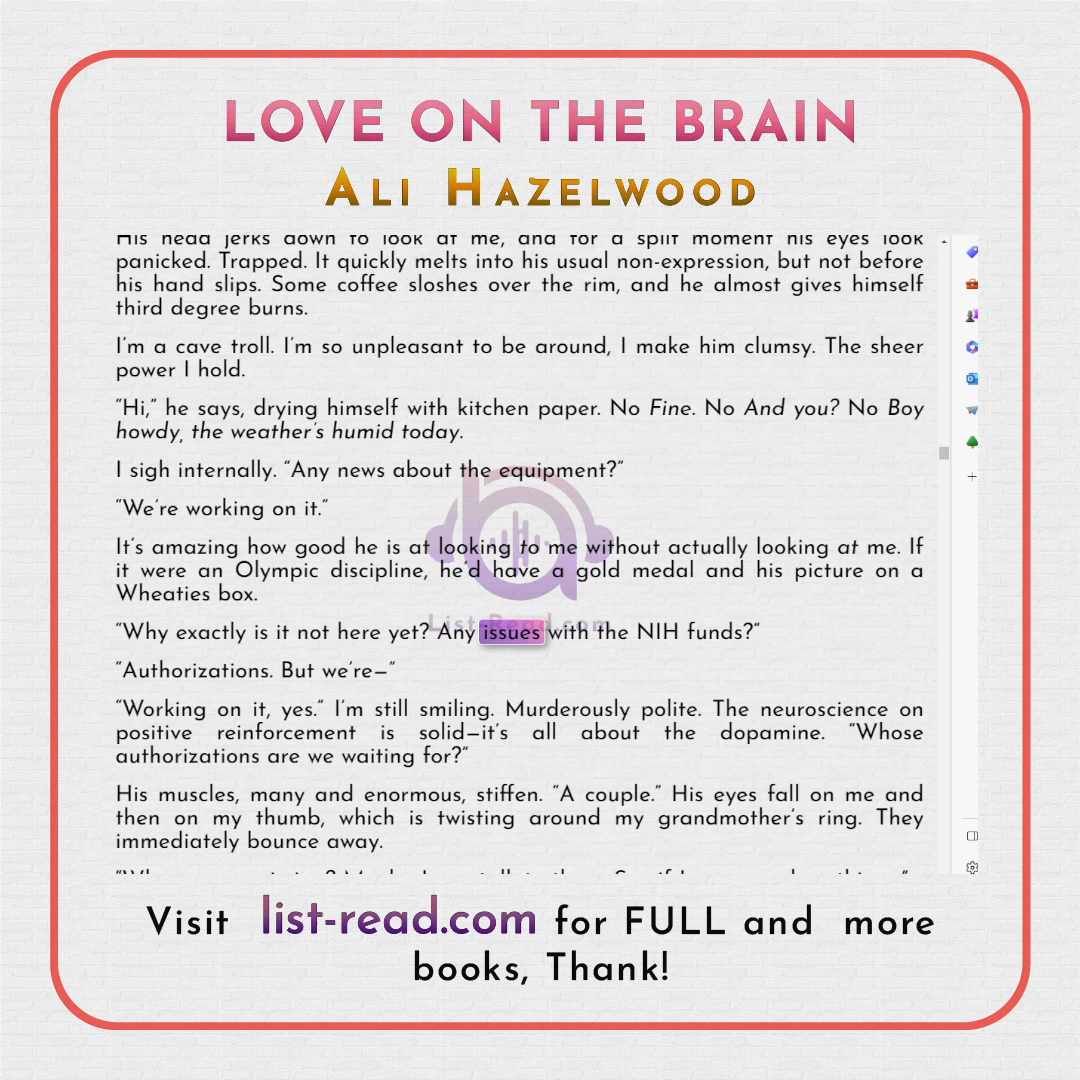 LOVE ON THE BRAIN
ALI HAZELWOOD
His head jerks down to look at me, and for a split moment his eyes look
panicked. Trapped. It quickly melts into his usual non-expression, but not before
his hand slips. Some coffee sloshes over the rim, and he almost gives himself
third degree burns.
I’m a cave troll. I’m so unpleasant to be around, I make him clumsy. The sheer
power I hold.
“Hi,” he says, drying himself with kitchen paper. No Fine. No And you? No Boy
howdy, the weather’s humid today.
I sigh internally. “Any news about the equipment?”
“We’re working on it.”
It’s amazing how good he is at looking to me without actually looking at me. If
it were an Olympic discipline, he’d have a gold medal and his picture on a
Wheaties box.
List-Read.com
“Why exactly is it not here yet? Any issues with the NIH funds?”
“Authorizations. But we’re—”
“Working on it, yes.” I’m still smiling. Murderously polite. The neuroscience on
positive reinforcement is solid—it’s all about the dopamine. “Whose
authorizations are we waiting for?”
His muscles, many and enormous, stiffen. “A couple.” His eyes fall on me and
then on my thumb, which is twisting around my grandmother’s ring. They
immediately bounce away.
Visit list-read.com for FULL and more
books, Thank!